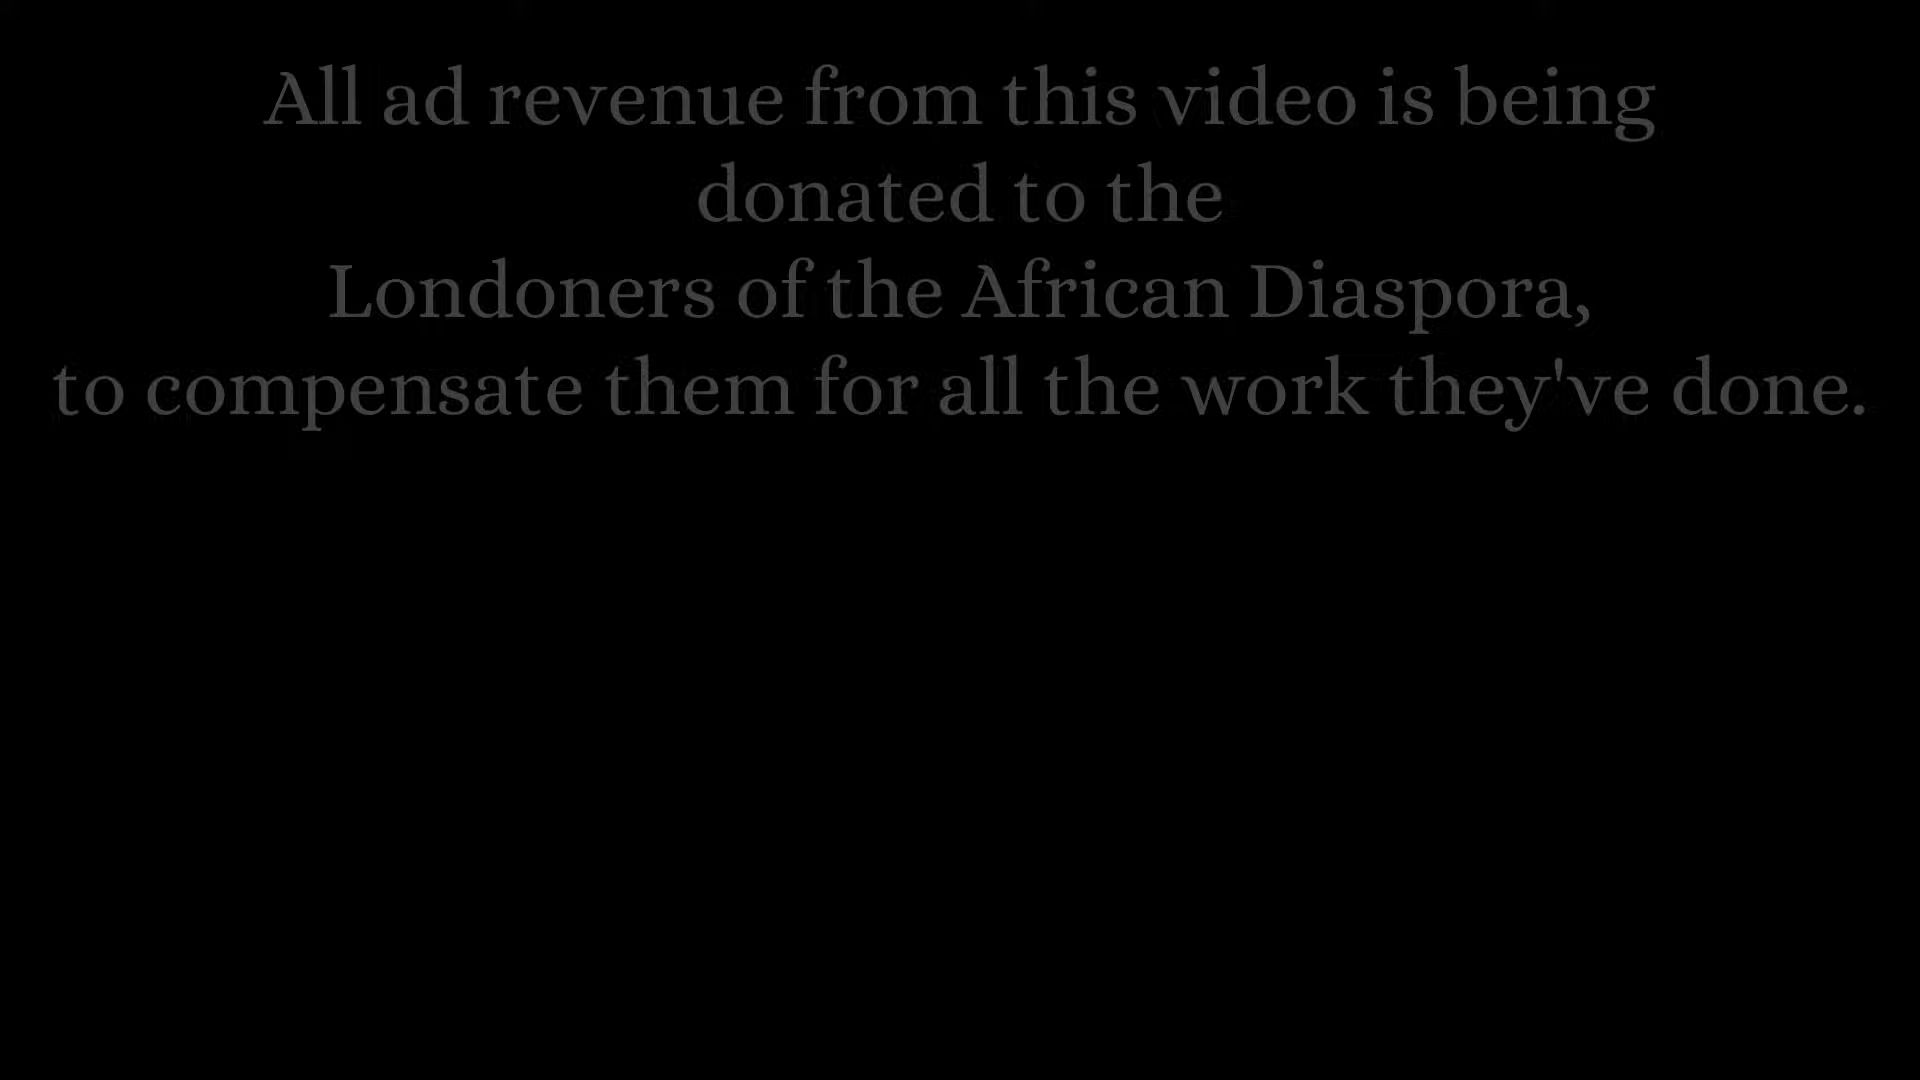 All ad revenue from this video is being
donated to the
Londoners of the African Diaspora,
to compensate them for all the work they've done.